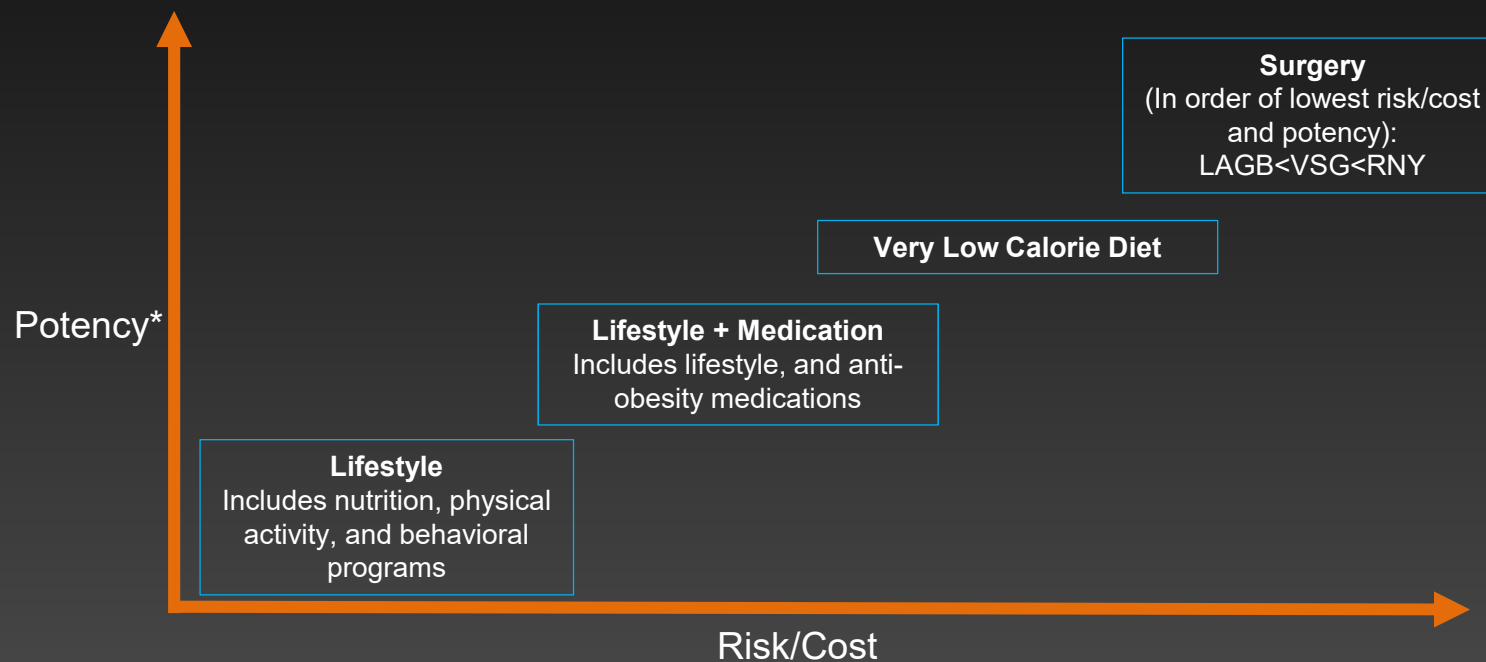 Surgery
(In order of lowest risk/cost
and potency):
LAGB<VSG<RNY
Very Low Calorie Diet
Potency*
Lifestyle + Medication
Includes lifestyle, and anti-
obesity medications
Lifestyle
Includes nutrition, physical
activity, and behavioral
programs
Risk/Cost